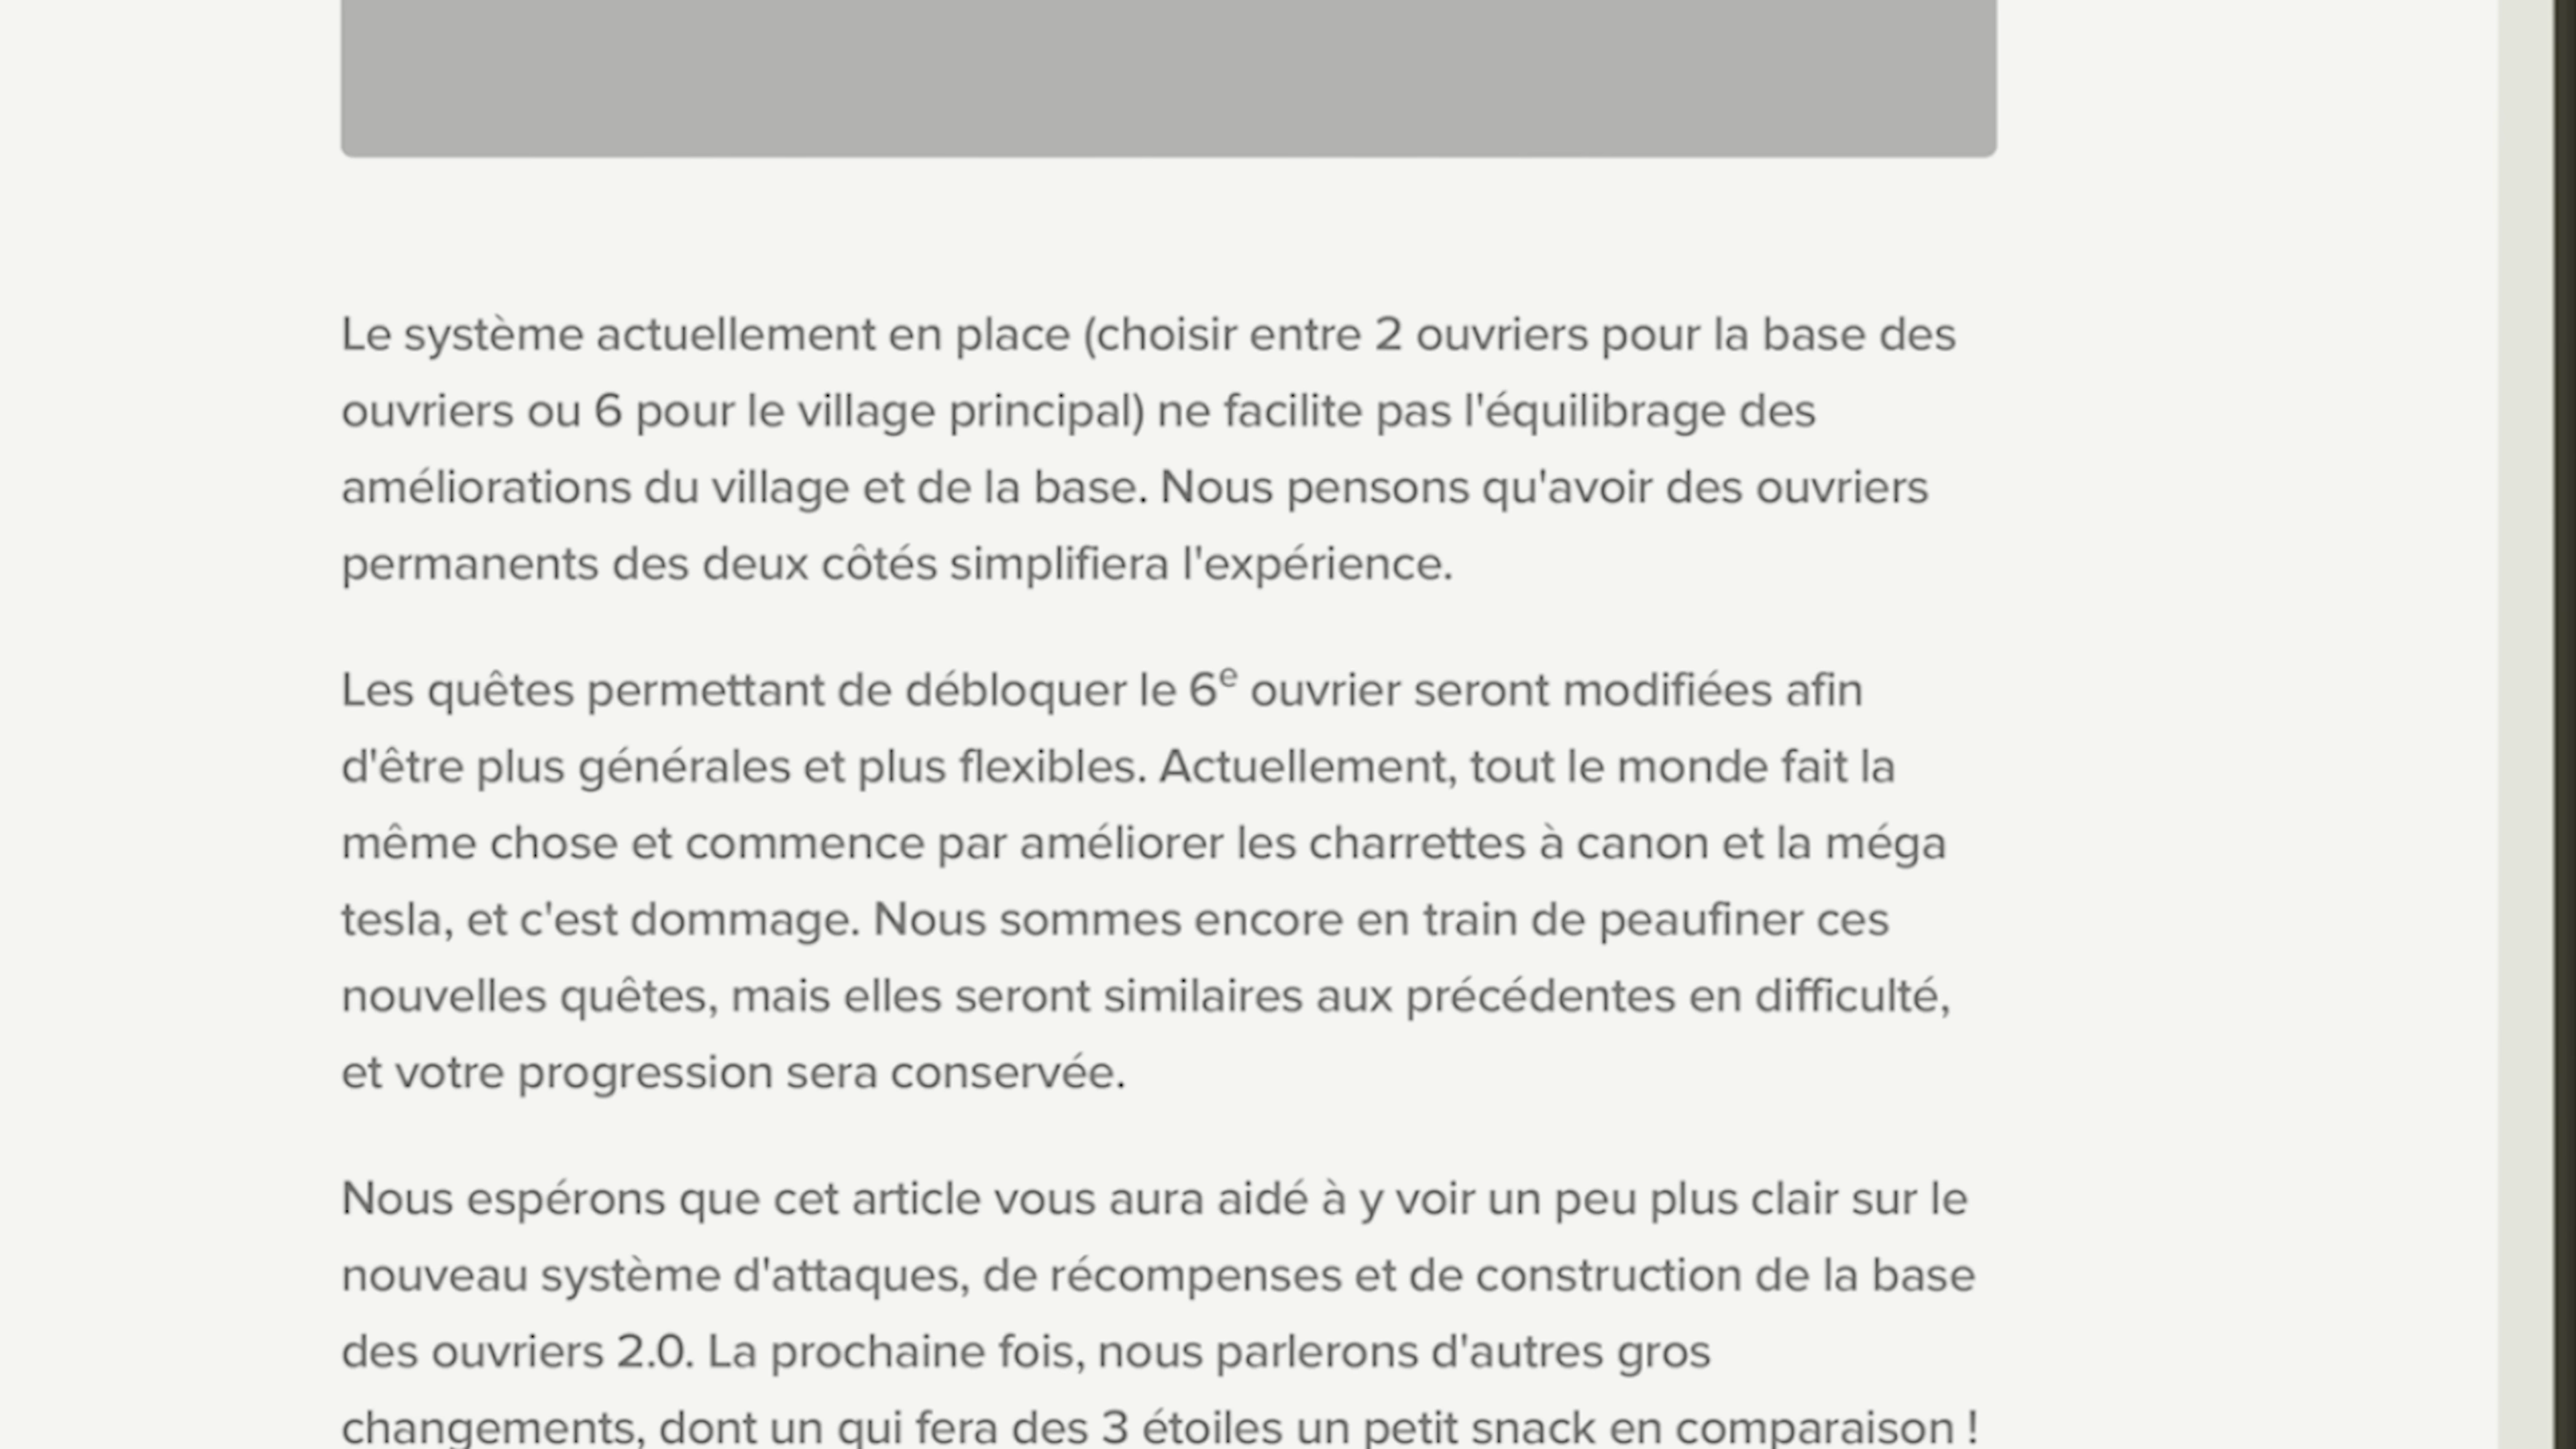 Le système actuellement en place (choisir entre 2 ouvriers pour la base des
ouvriers ou 6 pour le village principal) ne facilite pas l'équilibrage des
améliorations du village et de la base. Nous pensons qu'avoir des ouvriers
permanents des deux côtés simplifiera l'expérience.
Les quêtes permettant de débloquer le 6e ouvrier seront modifiées afin
d'être plus générales et plus flexibles. Actuellement, tout le monde fait la
même chose et commence par améliorer les charrettes à canon et la méga
tesla, et c'est dommage. Nous sommes encore en train de peaufiner ces
nouvelles quêtes, mais elles seront similaires aux précédentes en difficulté,
et votre progression sera conservée.
Nous espérons que cet article vous aura aidé à y voir un peu plus clair sur le
nouveau système d'attaques, de récompenses et de construction de la base
des ouvriers 2.0. La prochaine fois, nous parlerons d'autres gros
changements, dont un qui fera des 3 étoiles un petit snack en comparaison !